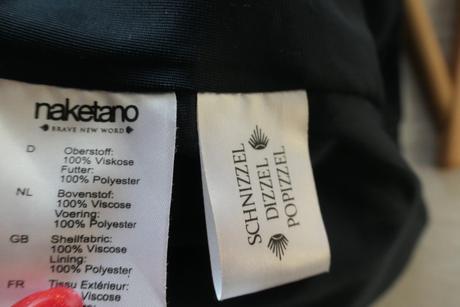 naketano
BRAVE NEW WORD
D Oberstoff:
100% Viskose
Futter:
100% Polyester
NL Bovenstof:
100% Viscose
Voering:
100% Polyester
GB Shellfabric:
100% Viscose
Lining:
100% Polyester
FR Tissu Extérieur:
% Viscose
SCHNIZZEL
DIZZEL
POPIZZEL